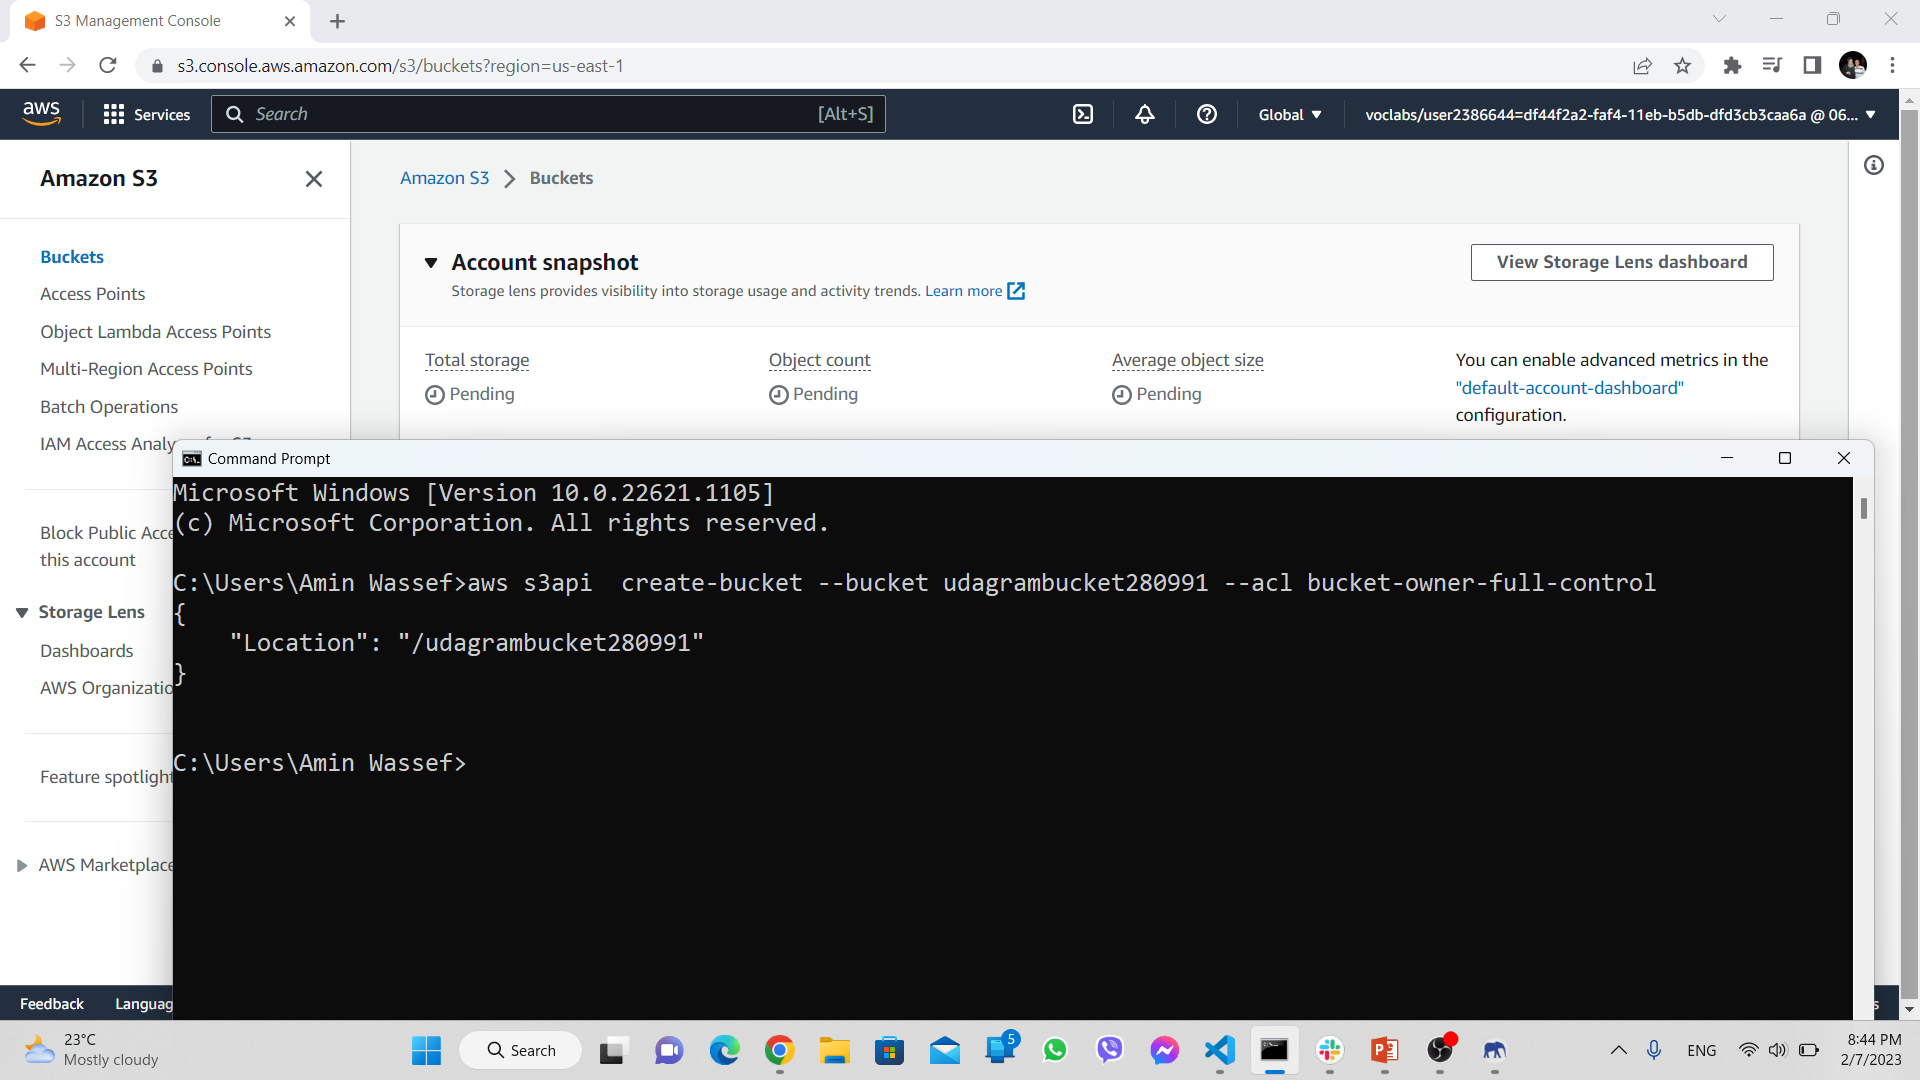 S3 Management Console
s3.console.aws.amazon.com/s3/buckets?region=us-east-1
aws
Services
Search
[Alt+S]
Global
voclabs/user2386644=df44f2a2-faf4-11eb-b5db-dfd3cb3caa6a @ 06...
Amazon S3
Amazon S3 > Buckets
Buckets
Access Points
Object Lambda Access Points
Multi-Region Access Points
Batch Operations
IAM Access Analy
Block Public Acce
this account
Storage Lens
Dashboards
AWS Organizatio
Feature spotlight
AWS Marketplace
Account snapshot
View Storage Lens dashboard
Storage lens provides visibility into storage usage and activity trends. Learn more
Total storage
Pending
Object count
Pending
Average object size
Pending
You can enable advanced metrics in the
"default-account-dashboard"
configuration.
Command Prompt
Microsoft Windows [Version 10.0.22621.1105]
(c) Microsoft Corporation. All rights reserved.
C:\Users\Amin Wassef>aws s3api  create-bucket --bucket udagrambucket280991 --acl bucket-owner-full-control
{
    "Location": "/udagrambucket280991"
}
C:\Users\Amin Wassef>
Feedback
Languag
23°C
Mostly cloudy
Search
5
ENG
8:44 PM
2/7/2023